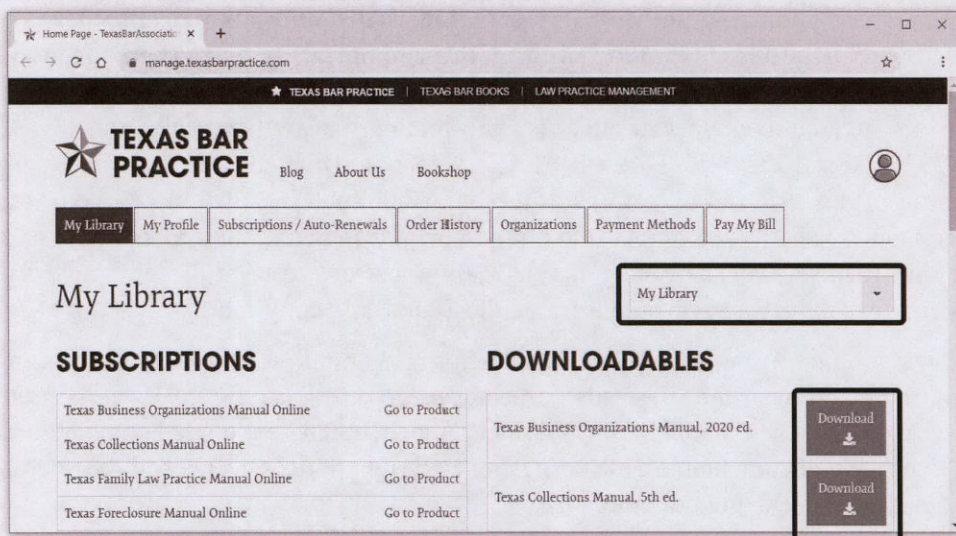 Home Page - TexasBarAssociatio
manage.texasbarpractice.com
TEXAS BAR PRACTICE | TEXAS BAR BOOKS | LAW PRACTICE MANAGEMENT
TEXAS BAR
PRACTICE
Blog About Us Bookshop
My Library My Profile Subscriptions / Auto-Renewals Order History Organizations Payment Methods Pay My Bill
My Library
My Library
SUBSCRIPTIONS
Texas Business Organizations Manual Online Go to Product
Texas Collections Manual Online Go to Product
Texas Family Law Practice Manual Online Go to Product
Texas Foreclosure Manual Online Go to Product
DOWNLOADABLES
Texas Business Organizations Manual, 2020 ed. Download
Texas Collections Manual, 5th ed. Download